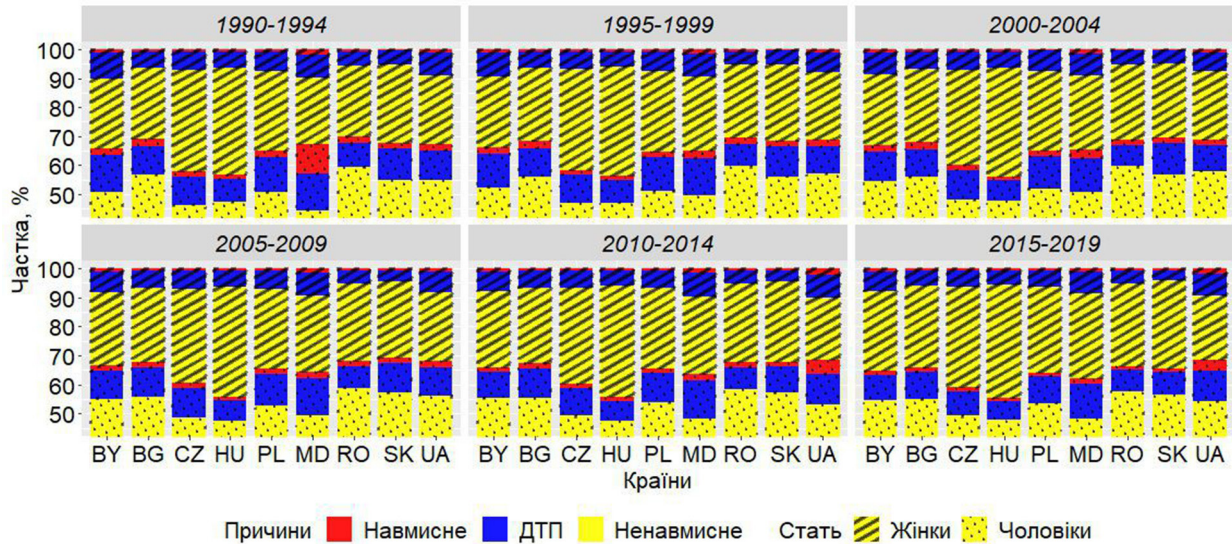 1990-1994 1995-1999 2000-2004
100
90
80
70
60
50
2005-2009 2010-2014 2015-2019
100
90
80
70
60
50
Частка, %
BY BG CZ HU PL MD RO SK UA BY BG CZ HU PL MD RO SK UA BY BG CZ HU PL MD RO SK UA
Країни
Причини Навмисне ДТП Ненавмисне Стать Жінки Чоловіки